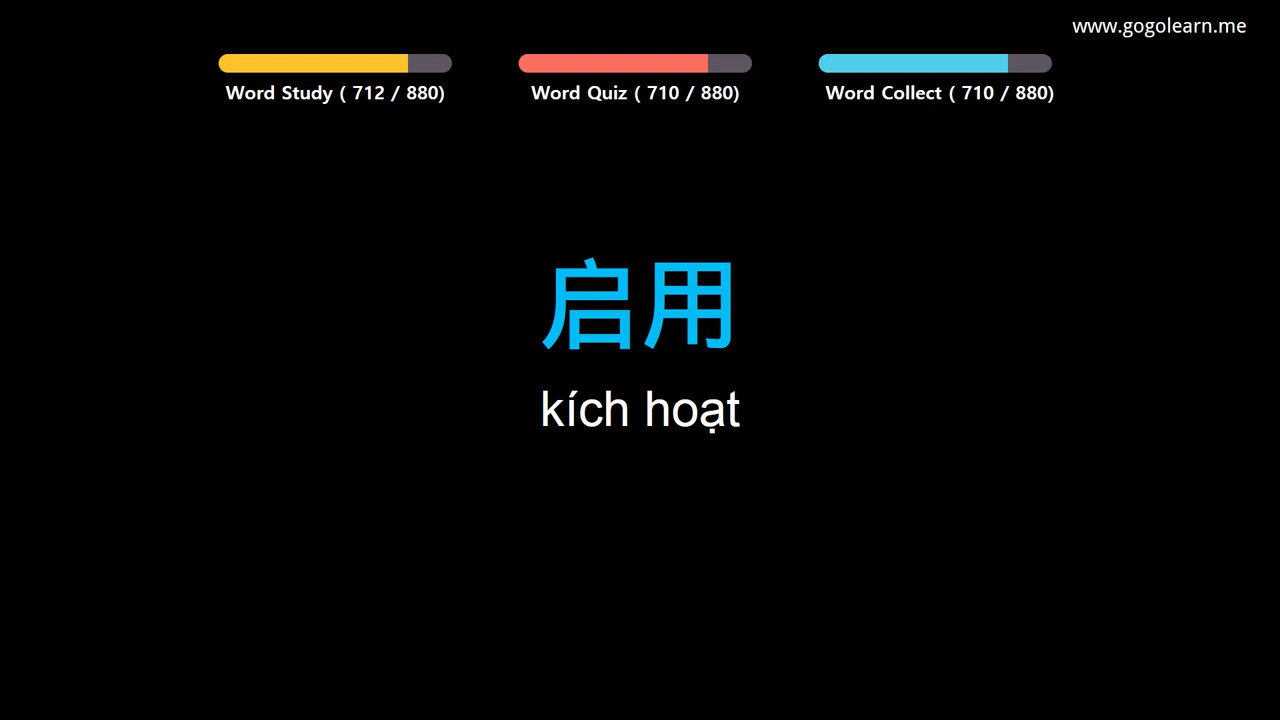 www.gogolearn.me
Word Study ( 712 / 880)
Word Quiz ( 710 / 880)
Word Collect ( 710 / 880)
启用
kích hoạt